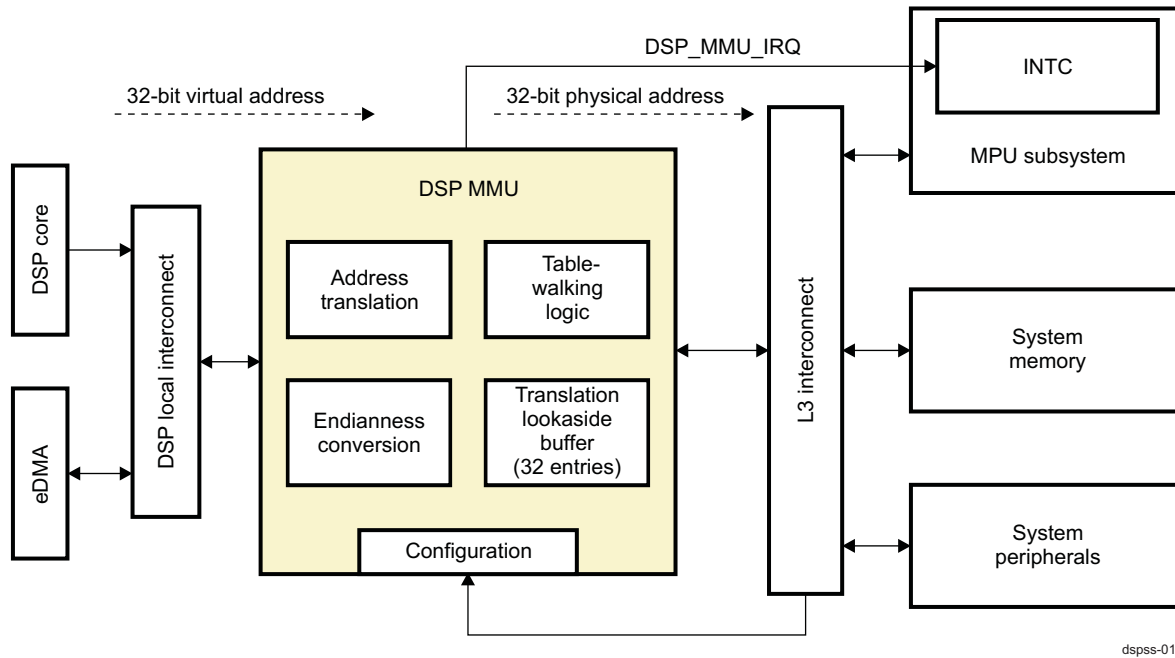 DSP_MMU_IRQ
INTC
MPU subsystem
32-bit virtual address
32-bit physical address
DSP core
eDMA
DSP local interconnect
DSP MMU
Address
translation
Table-
walking
logic
Endianness
conversion
Translation
lookaside
buffer
(32 entries)
Configuration
L3 interconnect
System
memory
System
peripherals
dspss-01